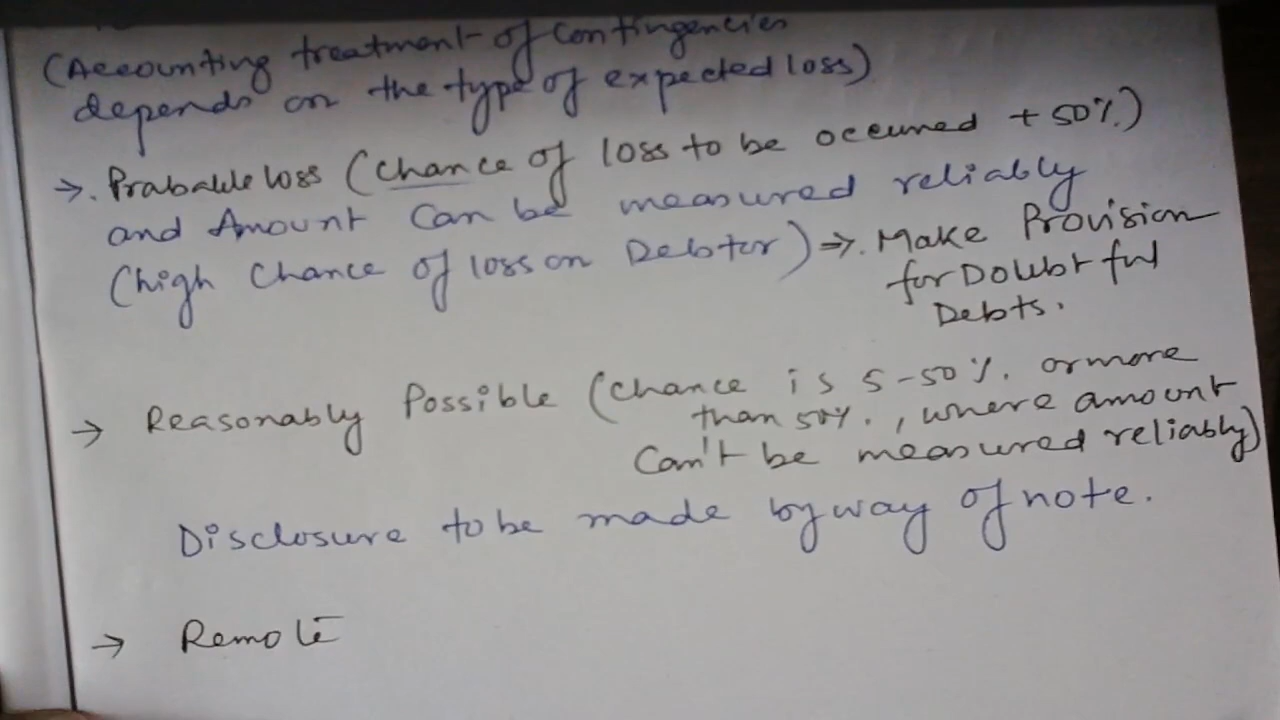 (Accounting treatment of contingencies
depends on the type of expected loss)
→. Prabable loss (Chance of loss to be occurred +50%)
and Amount Can be measured reliably
(high Chance of loss on Debtor) ⇒. Make Provision
for Doubtful
Debts.
→ Reasonably Possible (Chance is 5-50%. or more
than 50%., where amount
Can't be measured reliably)
Disclosure to be made by way of note.
→ Remote